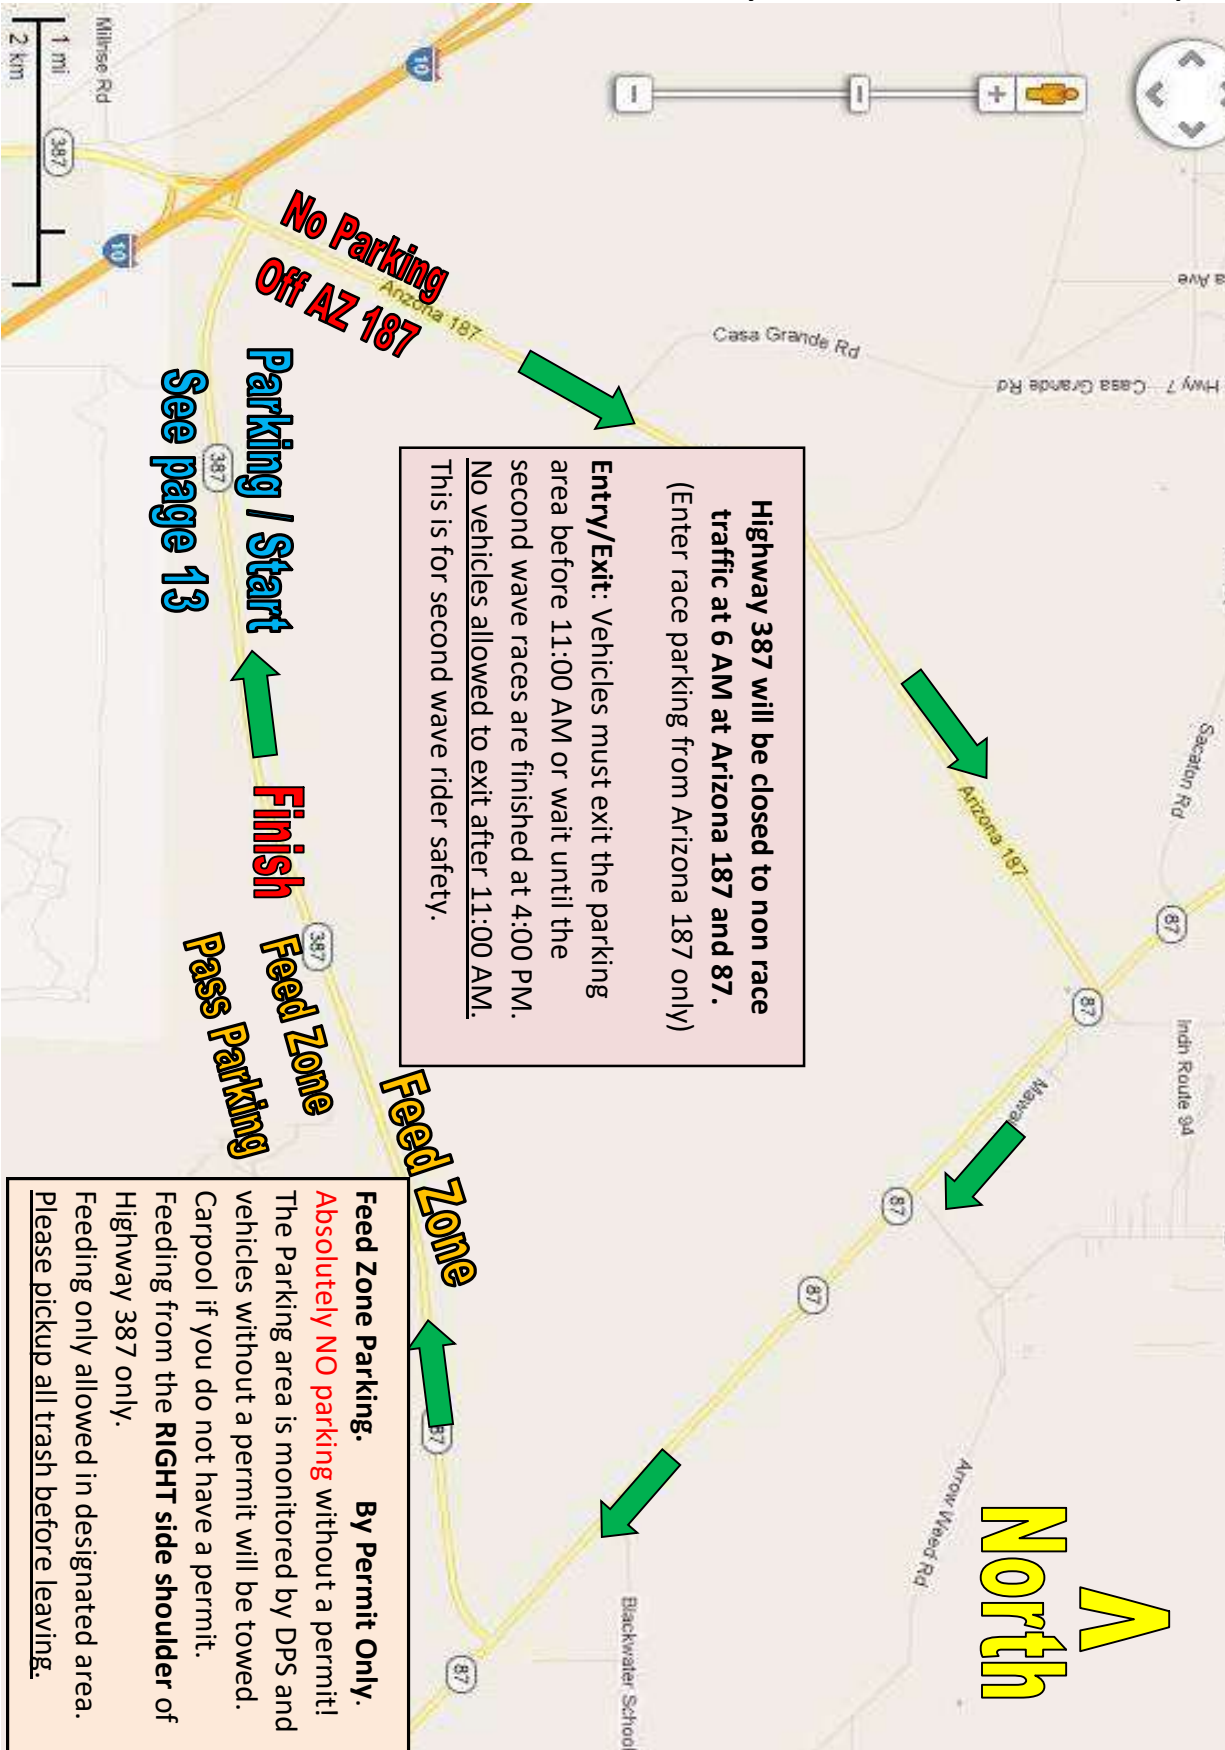 North
sa Ave
Hwy 7
Casa Grande Rd
Sacaton Rd
87
Indn Route 94
Casa Grande Rd
Arizona 187
87
Mawa
87
87
Arrow Weed Rd
Blackwater School
87
10
No Parking
Off AZ 187
Arizona 187
Highway 387 will be closed to non race
traffic at 6 AM at Arizona 187 and 87.
(Enter race parking from Arizona 187 only)
Entry/Exit: Vehicles must exit the parking
area before 11:00 AM or wait until the
second wave races are finished at 4:00 PM.
No vehicles allowed to exit after 11:00 AM.
This is for second wave rider safety.
Parking / Start
See page 13
387
Finish
387
Feed Zone
Pass Parking
Feed Zone
87
Feed Zone Parking. By Permit Only.
Absolutely NO parking without a permit!
The Parking area is monitored by DPS and
vehicles without a permit will be towed.
Carpool if you do not have a permit.
Feeding from the RIGHT side shoulder of
Highway 387 only.
Feeding only allowed in designated area.
Please pickup all trash before leaving.
Millrise Rd
387
10
1 mi
2 km